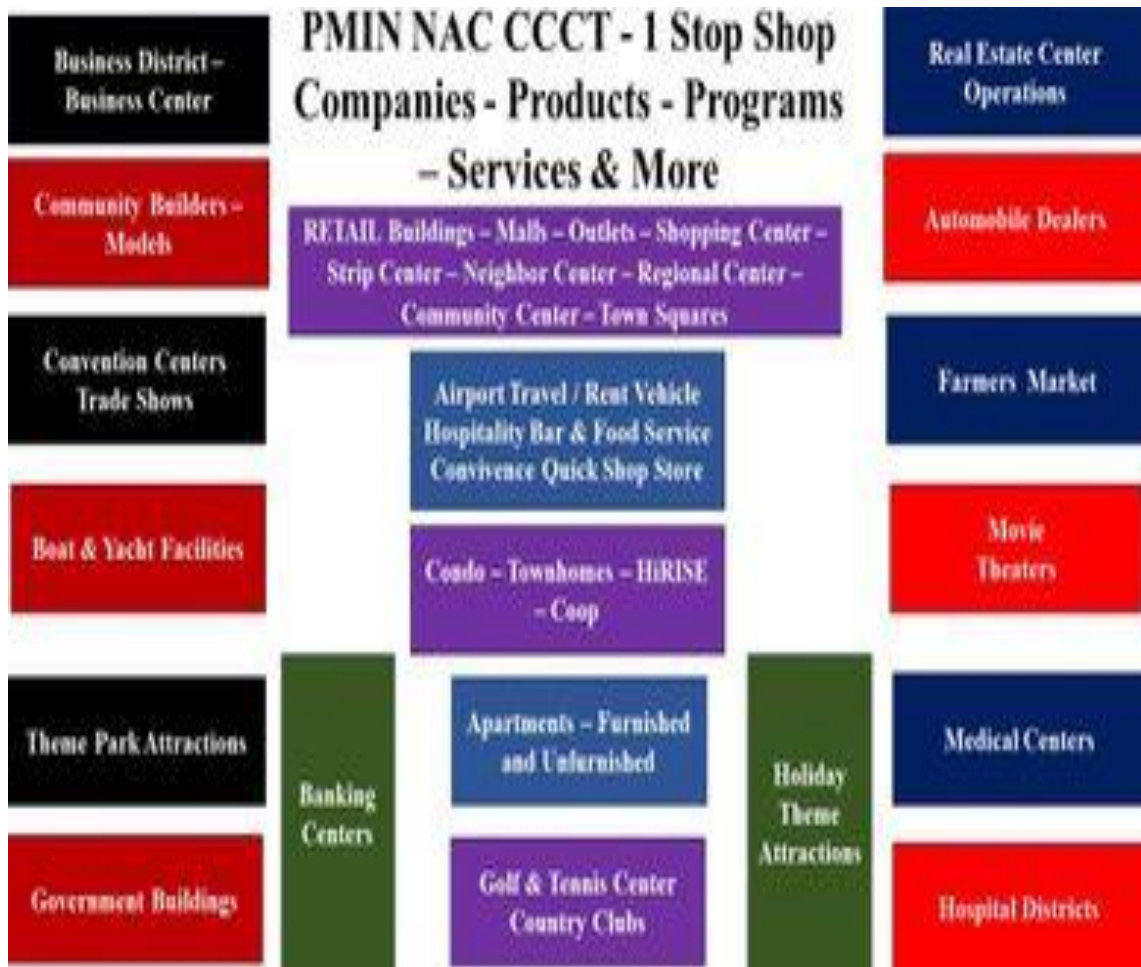 PMIN NAC CCCT - 1 Stop Shop
Companies - Products - Programs
– Services & More
Business District –
Business Center
Community Builders –
Models
Convention Centers
Trade Shows
Boat & Yacht Facilities
Theme Park Attractions
Government Buildings
RETAIL Buildings – Malls – Outlets – Shopping Center –
Strip Center – Neighbor Center – Regional Center –
Community Center – Town Squares
Airport Travel / Rent Vehicle
Hospitality Bar & Food Service
Convivence Quick Shop Store
Condo – Townhomes – HiRISE
– Coop
Banking
Centers
Apartments – Furnished
and Unfurnished
Golf & Tennis Center
Country Clubs
Holiday
Theme
Attractions
Real Estate Center
Operations
Automobile Dealers
Farmers Market
Movie
Theaters
Medical Centers
Hospital Districts